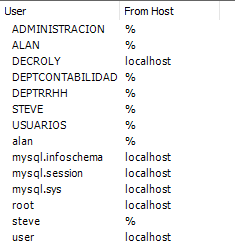 User From Host
ADMINISTRACION %
ALAN %
DECROLY localhost
DEPTCONTABILIDAD %
DEPTRRHH %
STEVE %
USUARIOS %
alan %
mysql.infoschema localhost
mysql.session localhost
mysql.sys localhost
root localhost
steve %
user localhost